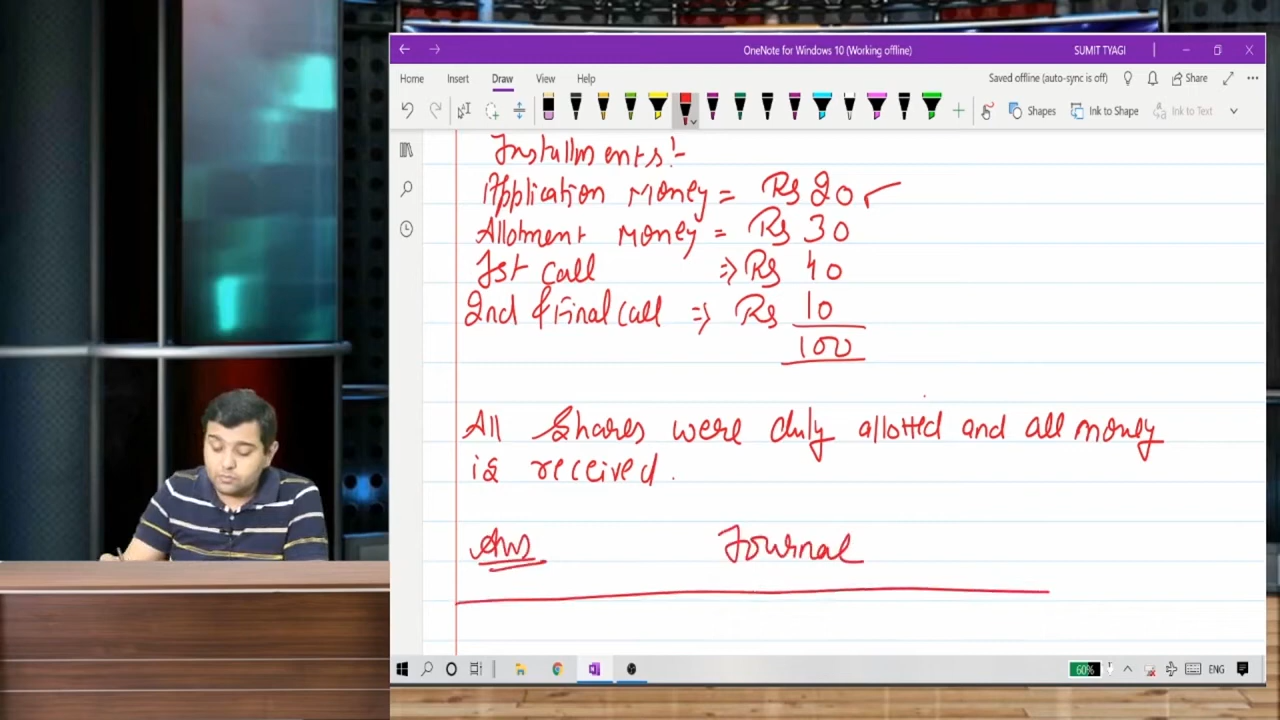 OneNote for Windows 10 (Working offline)
SUMIT TYAGI
Home Insert Draw View Help
Saved offline (auto-sync is off) Share
Shapes Ink to Shape Ink to Text
Installments:-
Application Money = Rs 20
Allotment Money = Rs 30
1st Call => Rs 40
2nd & Final Call => Rs 10
100
All Shares were duly allotted and all money
is received.
Ans Journal
60% ENG